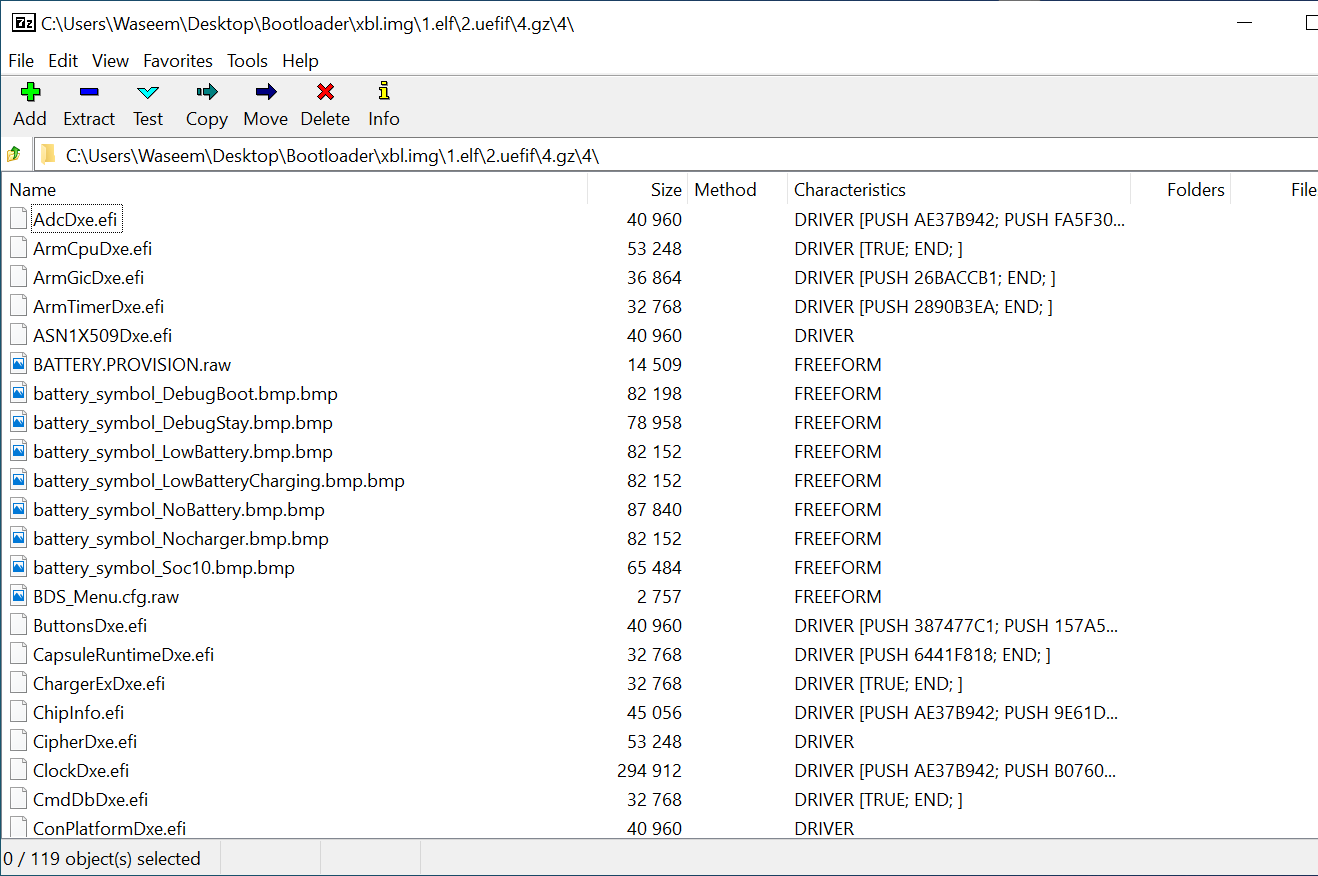 7z C:\Users\Waseem\Desktop\Bootloader\xbl.img\1.elf\2.uefif\4.gz\4\
File Edit View Favorites Tools Help
Add Extract Test Copy Move Delete Info
C:\Users\Waseem\Desktop\Bootloader\xbl.img\1.elf\2.uefif\4.gz\4\
Name Size Method Characteristics Folders File
AdcDxe.efi 40 960 DRIVER [PUSH AE37B942; PUSH FA5F30...
ArmCpuDxe.efi 53 248 DRIVER [TRUE; END; ]
ArmGicDxe.efi 36 864 DRIVER [PUSH 26BACCB1; END; ]
ArmTimerDxe.efi 32 768 DRIVER [PUSH 2890B3EA; END; ]
ASN1X509Dxe.efi 40 960 DRIVER
BATTERY.PROVISION.raw 14 509 FREEFORM
battery_symbol_DebugBoot.bmp.bmp 82 198 FREEFORM
battery_symbol_DebugStay.bmp.bmp 78 958 FREEFORM
battery_symbol_LowBattery.bmp.bmp 82 152 FREEFORM
battery_symbol_LowBatteryCharging.bmp.bmp 82 152 FREEFORM
battery_symbol_NoBattery.bmp.bmp 87 840 FREEFORM
battery_symbol_Nocharger.bmp.bmp 82 152 FREEFORM
battery_symbol_Soc10.bmp.bmp 65 484 FREEFORM
BDS_Menu.cfg.raw 2 757 FREEFORM
ButtonsDxe.efi 40 960 DRIVER [PUSH 387477C1; PUSH 157A5...
CapsuleRuntimeDxe.efi 32 768 DRIVER [PUSH 6441F818; END; ]
ChargerExDxe.efi 32 768 DRIVER [TRUE; END; ]
ChipInfo.efi 45 056 DRIVER [PUSH AE37B942; PUSH 9E61D...
CipherDxe.efi 53 248 DRIVER
ClockDxe.efi 294 912 DRIVER [PUSH AE37B942; PUSH B0760...
CmdDbDxe.efi 32 768 DRIVER [TRUE; END; ]
ConPlatformDxe.efi 40 960 DRIVER
0 / 119 object(s) selected